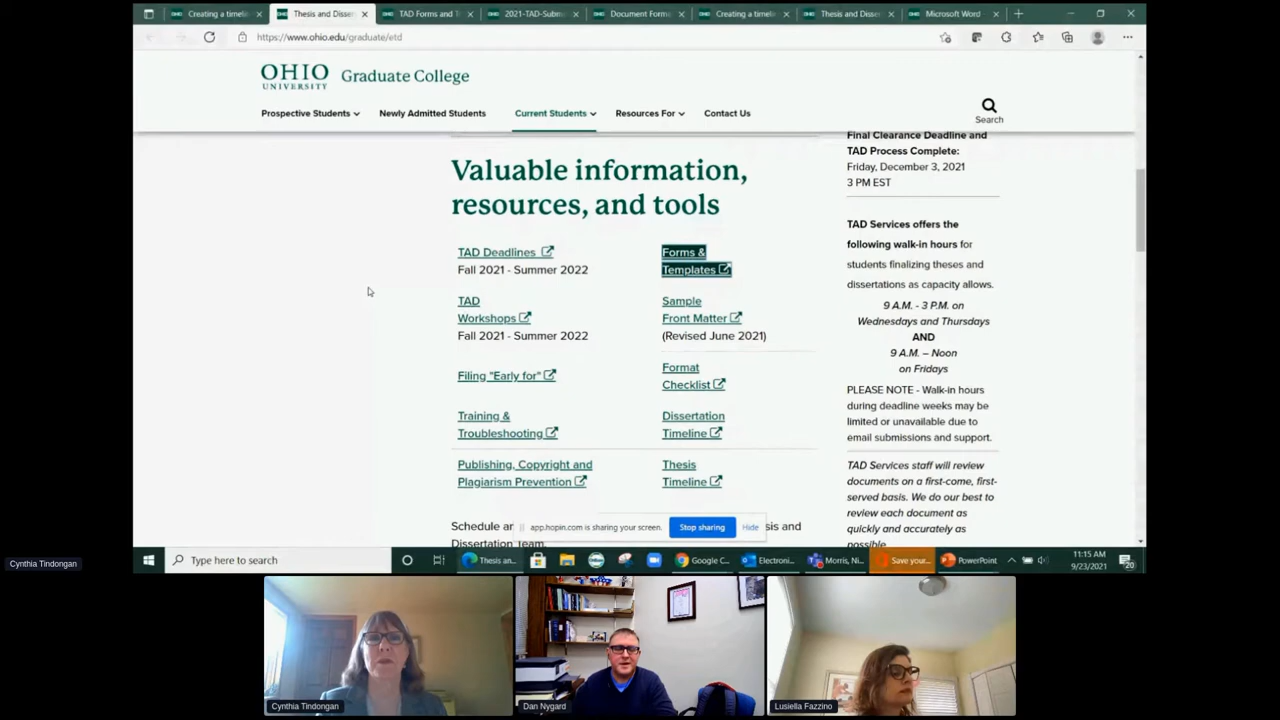 Creating a timeli
Thesis and Disse
TAD Forms and T
2021-TAD-Subm
Document Forma
Creating a timeli
Thesis and Disse
Microsoft Word
https://www.ohio.edu/graduate/etd
OHIO
UNIVERSITY
Graduate College
Prospective Students
Newly Admitted Students
Current Students
Resources For
Contact Us
Search
Valuable information,
resources, and tools
TAD Deadlines
Fall 2021 - Summer 2022
Forms &
Templates
TAD
Workshops
Fall 2021 - Summer 2022
Sample
Front Matter
(Revised June 2021)
Filing "Early for"
Format
Checklist
Training &
Troubleshooting
Dissertation
Timeline
Publishing, Copyright and
Plagiarism Prevention
Thesis
Timeline
Schedule ar
sis and
Dissertation Team.
Final Clearance Deadline and
TAD Process Complete:
Friday, December 3, 2021
3 PM EST
TAD Services offers the
following walk-in hours for
students finalizing theses and
dissertations as capacity allows.
9 A.M. - 3 P.M. on
Wednesdays and Thursdays
AND
9 A.M. – Noon
on Fridays
PLEASE NOTE - Walk-in hours
during deadline weeks may be
limited or unavailable due to
email submissions and support.
TAD Services staff will review
documents on a first-come, first-
served basis. We do our best to
review each document as
quickly and accurately as
possible.
app.hopin.com is sharing your screen.
Stop sharing
Hide
Type here to search
Thesis an...
Google C...
Electroni...
Morris, Ni...
Save your...
PowerPoint
11:15 AM
9/23/2021
20
Cynthia Tindongan
Cynthia Tindongan
Dan Nygard
Lusiella Fazzino